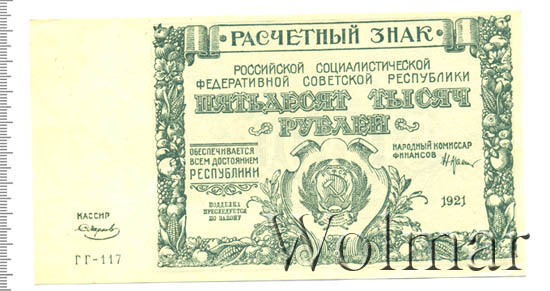 РАСЧЕТНЫЙ ЗНАК
РОССИЙСКОЙ СОЦИАЛИСТИЧЕСКОЙ
ФЕДЕРАТИВНОЙ СОВЕТСКОЙ РЕСПУБЛИКИ
ПЯТЬДЕСЯТ ТЫСЯЧ
РУБЛЕЙ
ОБЕСПЕЧИВАЕТСЯ
ВСЕМ ДОСТОЯНИЕМ
РЕСПУБЛИКИ
НАРОДНЫЙ КОМИССАР
ФИНАНСОВ
ПОДДЕЛКА
ПРЕСЛЕДУЕТСЯ
ПО ЗАКОНУ
1921
КАССИР
ГГ-117
Wolmar